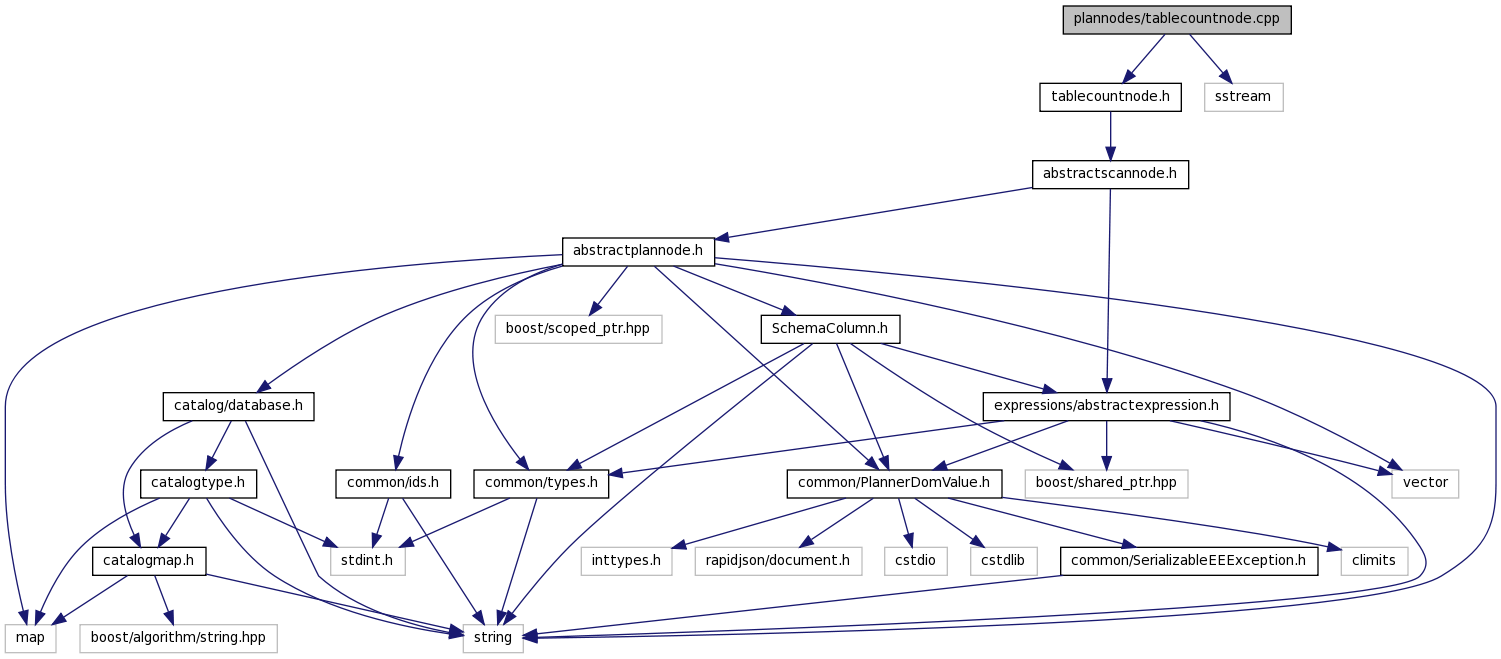 plannodes/tablecountnode.cpp
tablecountnode.h
sstream
abstractscannode.h
abstractplannode.h
boost/scoped_ptr.hpp
SchemaColumn.h
catalog/database.h
expressions/abstractexpression.h
catalogtype.h
common/ids.h
common/types.h
common/PlannerDomValue.h
boost/shared_ptr.hpp
vector
catalogmap.h
stdint.h
inttypes.h
rapidjson/document.h
cstdio
cstdlib
common/SerializableEEException.h
climits
map
boost/algorithm/string.hpp
string